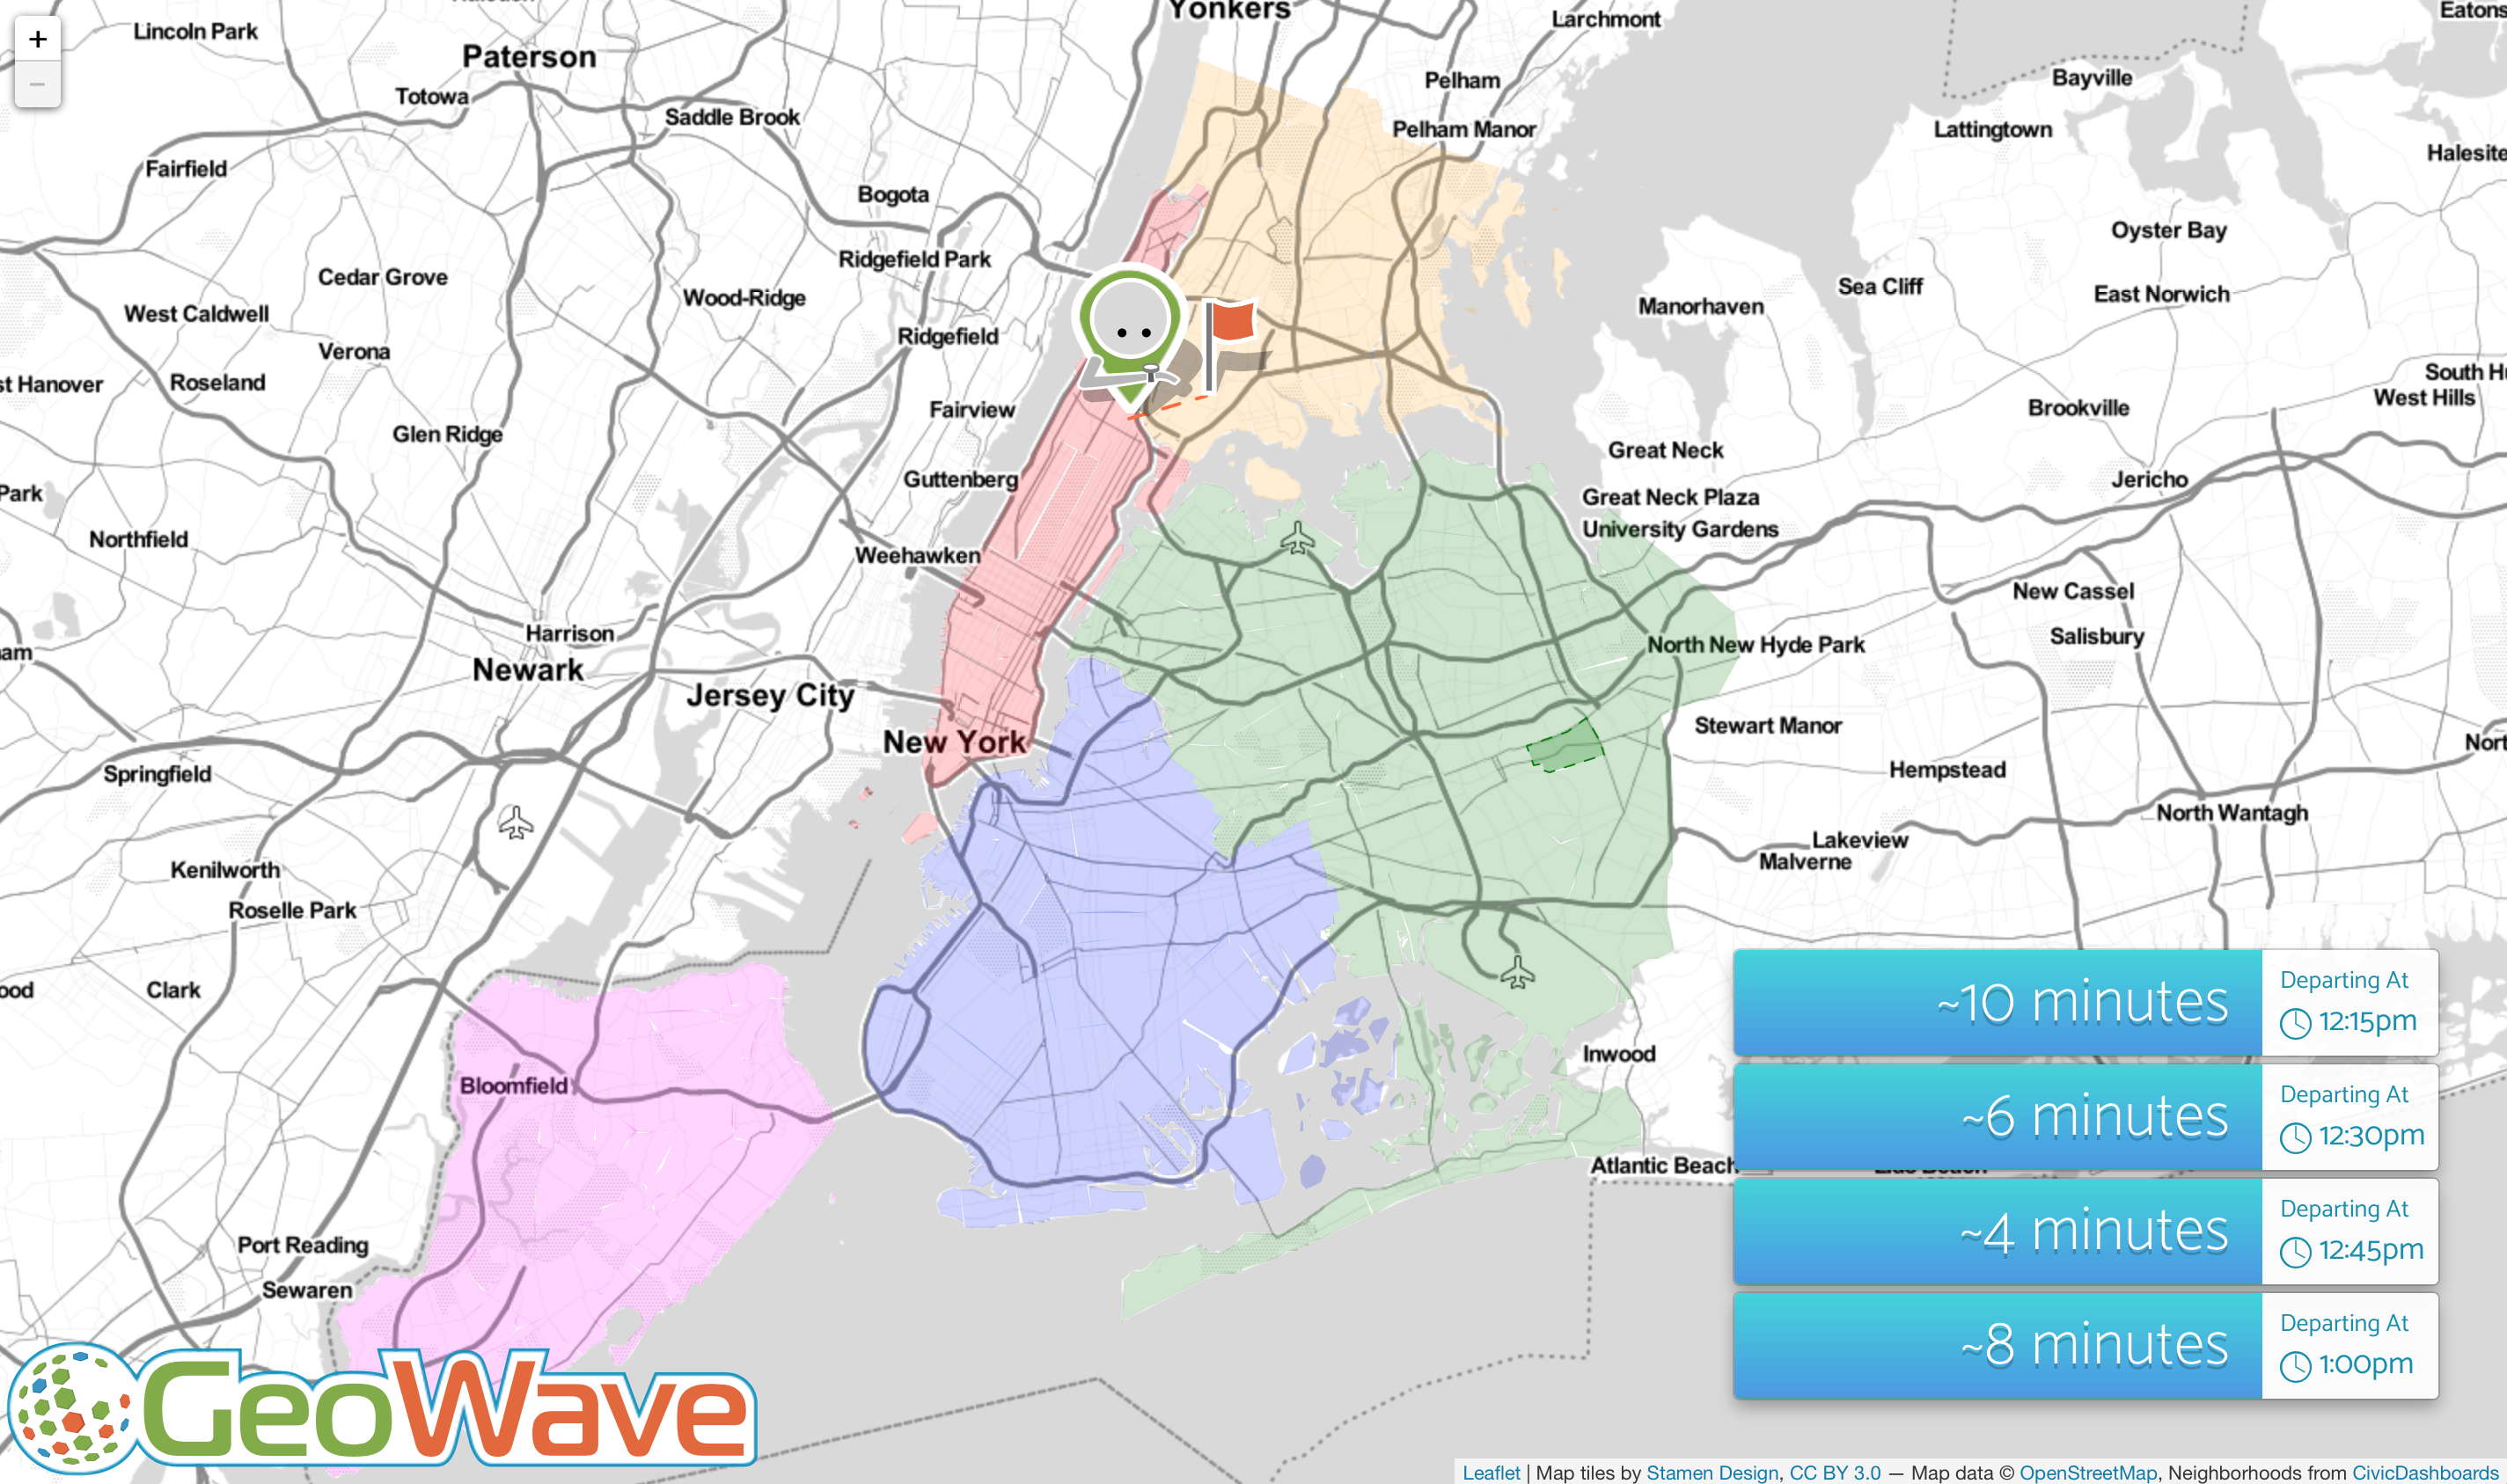 +
−
Lincoln Park
Yonkers
Larchmont
Paterson
Pelham
Bayville
Totowa
Saddle Brook
Pelham Manor
Lattingtown
Fairfield
Bogota
Oyster Bay
Ridgefield Park
Cedar Grove
Wood-Ridge
Sea Cliff
East Norwich
Manorhaven
West Caldwell
Ridgefield
Verona
Roseland
st Hanover
West Hills
Fairview
Brookville
Glen Ridge
Great Neck
Guttenberg
Jericho
Park
Great Neck Plaza
University Gardens
Northfield
Weehawken
New Cassel
Harrison
Salisbury
North New Hyde Park
am
Newark
Jersey City
Stewart Manor
New York
Springfield
Hempstead
North Wantagh
Lakeview
Malverne
Kenilworth
Roselle Park
Clark
ood
Inwood
Bloomfield
Atlantic Beach
Port Reading
Sewaren
~10 minutes
Departing At
12:15pm
~6 minutes
Departing At
12:30pm
~4 minutes
Departing At
12:45pm
~8 minutes
Departing At
1:00pm
GeoWave
Leaflet | Map tiles by Stamen Design, CC BY 3.0 — Map data © OpenStreetMap, Neighborhoods from CivicDashboards.